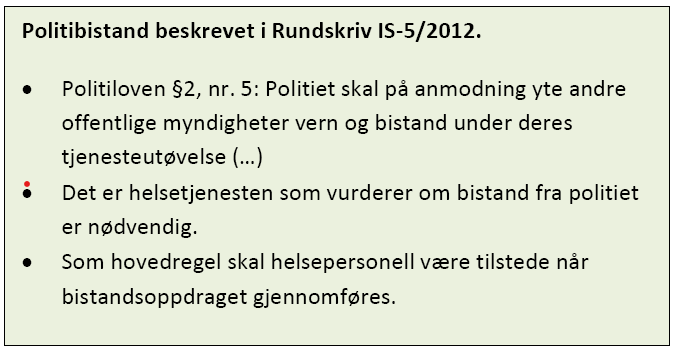 Politibistand beskrevet i Rundskriv IS-5/2012.
• Politiloven §2, nr. 5: Politiet skal på anmodning yte andre
offentlige myndigheter vern og bistand under deres
tjenesteutøvelse (…)
• Det er helsetjenesten som vurderer om bistand fra politiet
er nødvendig.
• Som hovedregel skal helsepersonell være tilstede når
bistandsoppdraget gjennomføres.